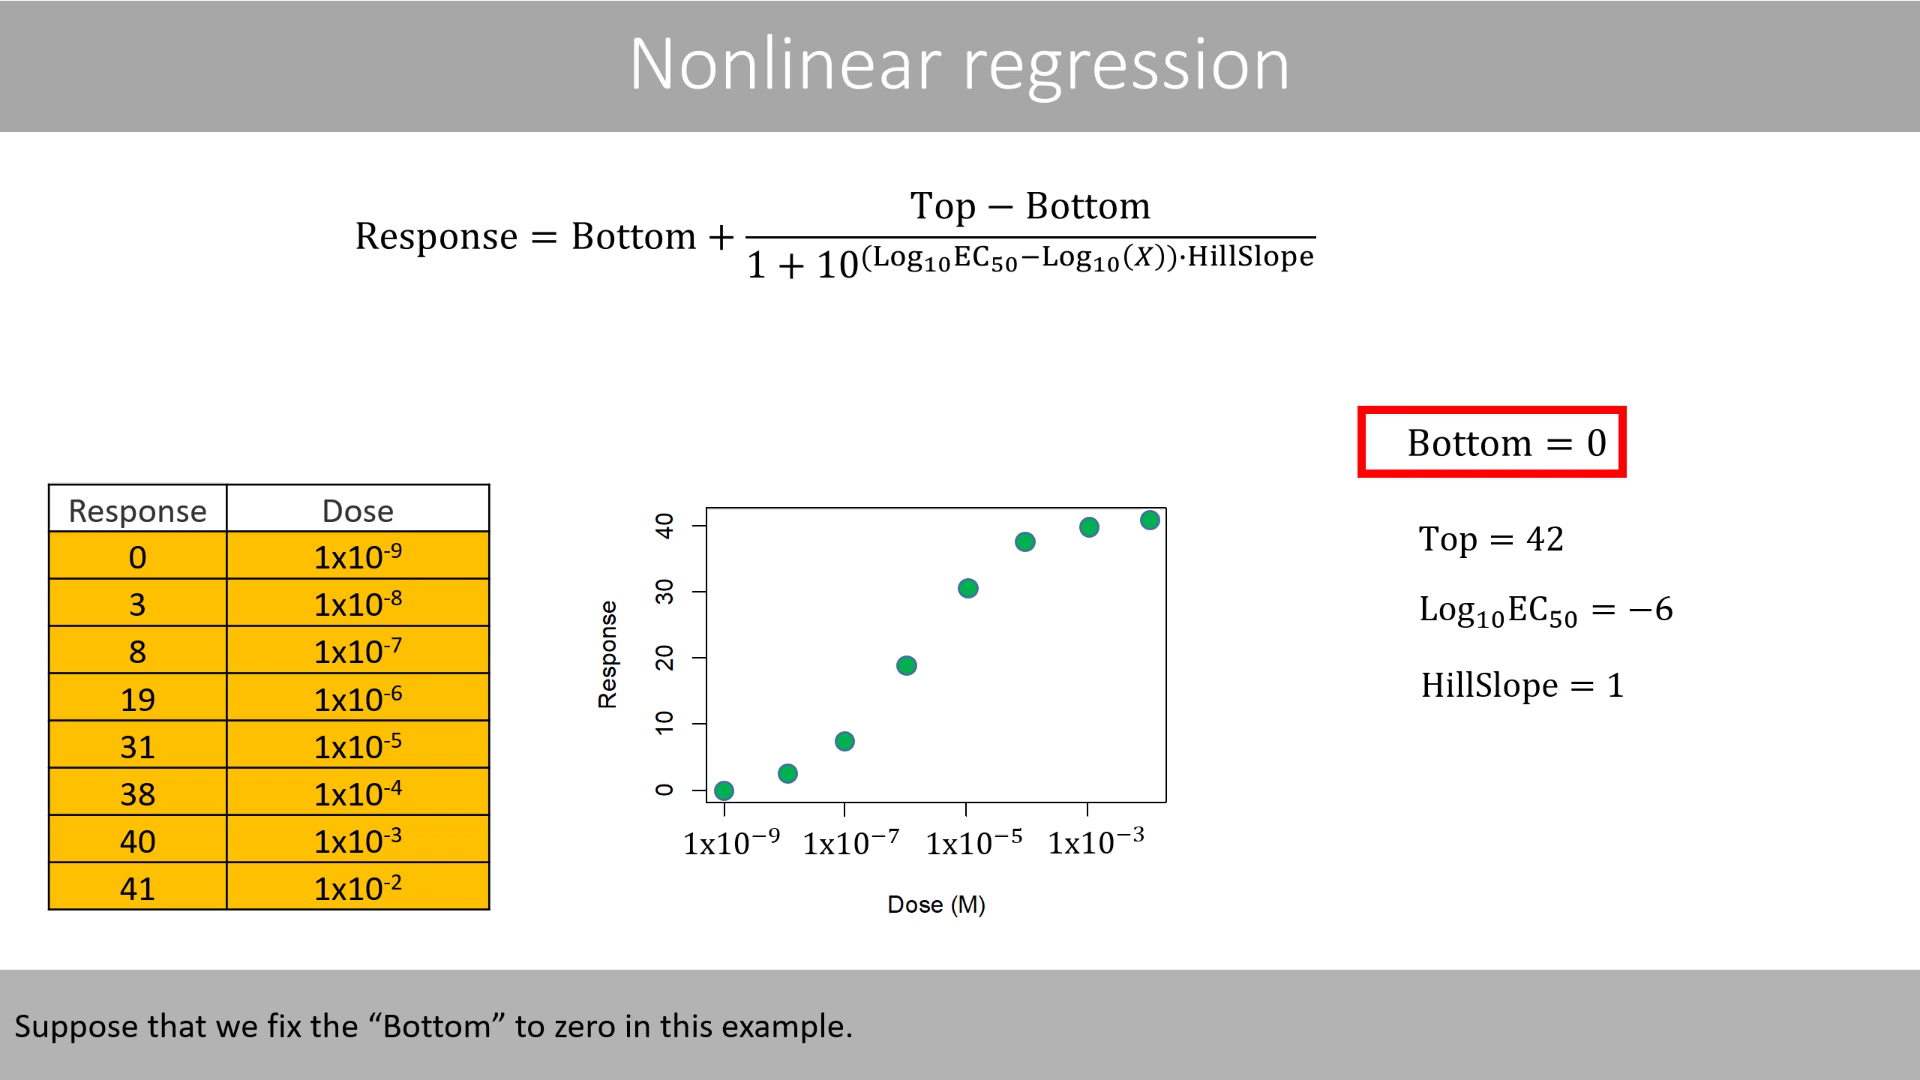 Nonlinear regression
Response = Bottom + (Top − Bottom) / (1 + 10^((Log₁₀EC₅₀−Log₁₀(X))·HillSlope))
Bottom = 0
Top = 42
Log₁₀EC₅₀ = −6
HillSlope = 1
Response Dose
0 1x10⁻⁹
3 1x10⁻⁸
8 1x10⁻⁷
19 1x10⁻⁶
31 1x10⁻⁵
38 1x10⁻⁴
40 1x10⁻³
41 1x10⁻²
Response
40
30
20
10
0
1x10⁻⁹ 1x10⁻⁷ 1x10⁻⁵ 1x10⁻³
Dose (M)
Suppose that we fix the “Bottom” to zero in this example.